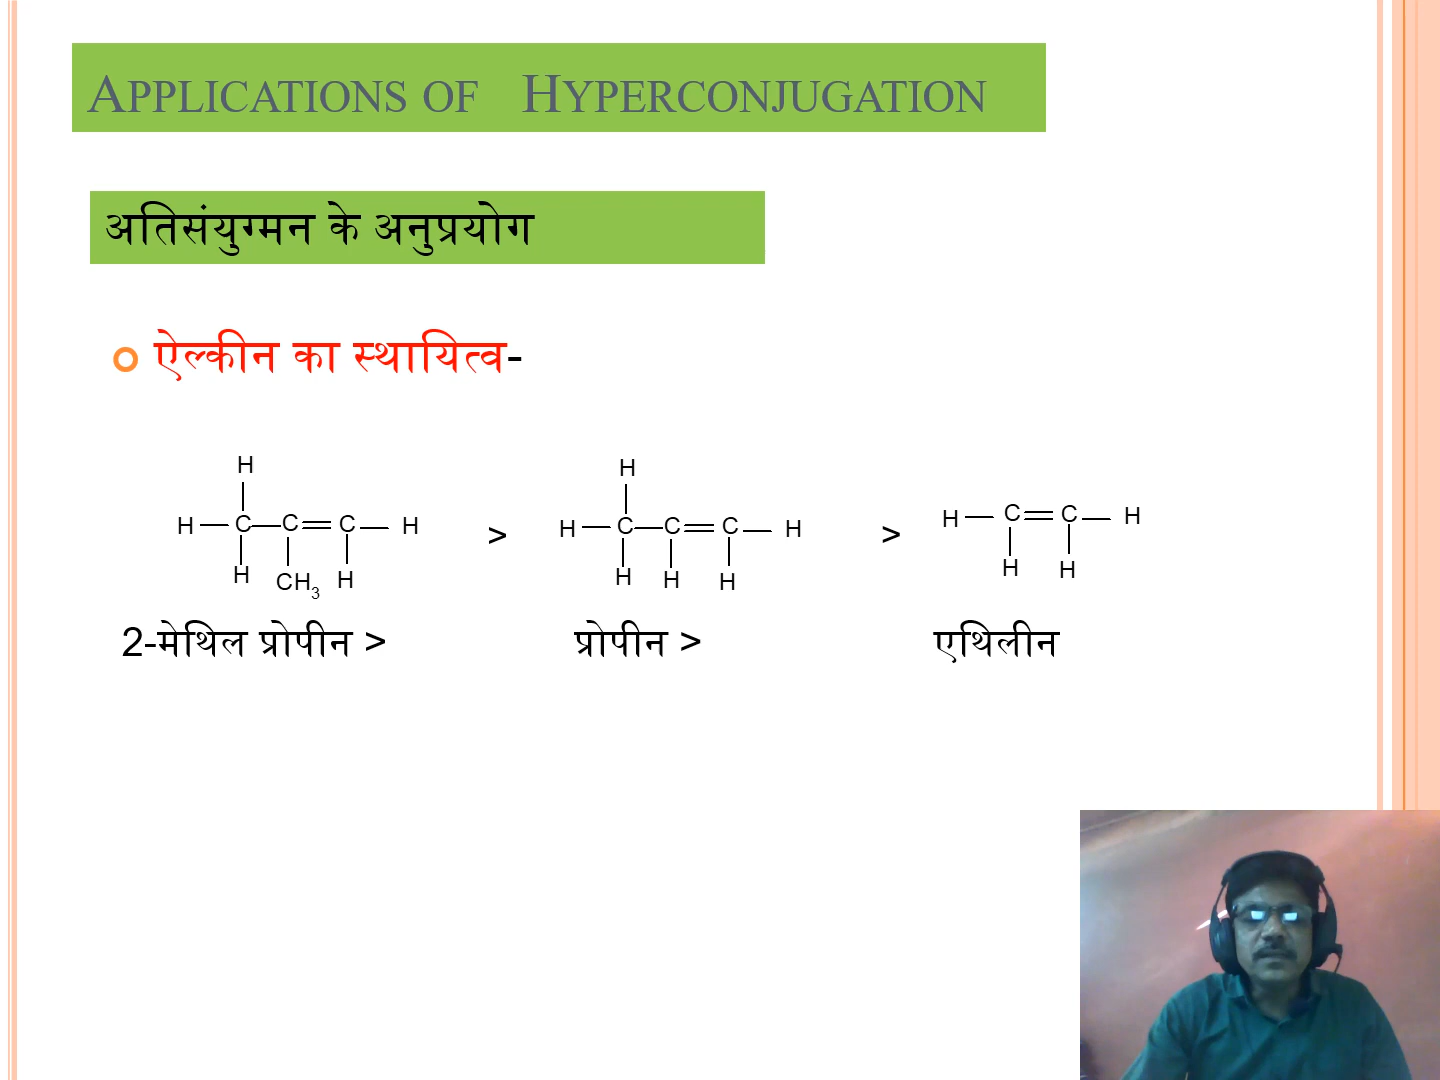 APPLICATIONS OF HYPERCONJUGATION
अतिसंयुग्मन के अनुप्रयोग
ऐल्कीन का स्थायित्व-
H H
H C C C H > H C C C H > H C C H
H CH3 H H H H H H
2-मेथिल प्रोपीन > प्रोपीन > एथिलीन